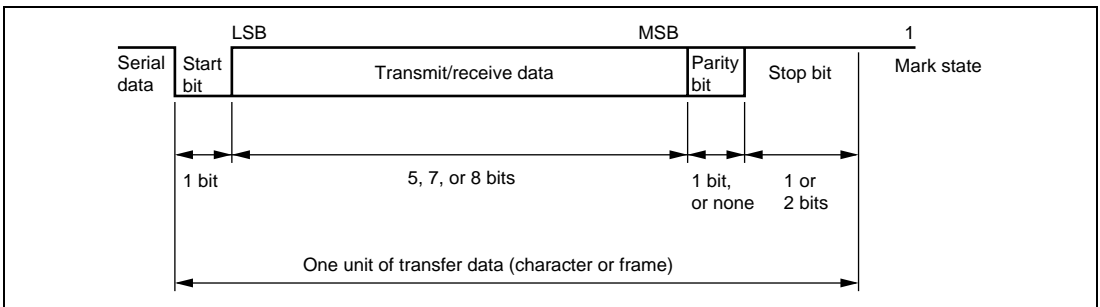 LSB MSB 1
Serial data
Start bit
Transmit/receive data
Parity bit
Stop bit
Mark state
1 bit
5, 7, or 8 bits
1 bit, or none
1 or 2 bits
One unit of transfer data (character or frame)